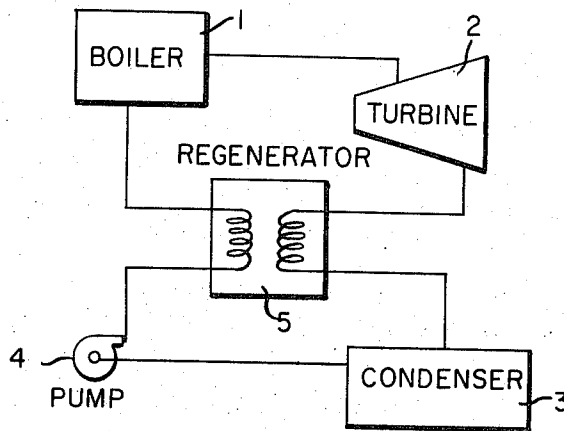 1
BOILER
2
TURBINE
REGENERATOR
5
4
PUMP
CONDENSER
3